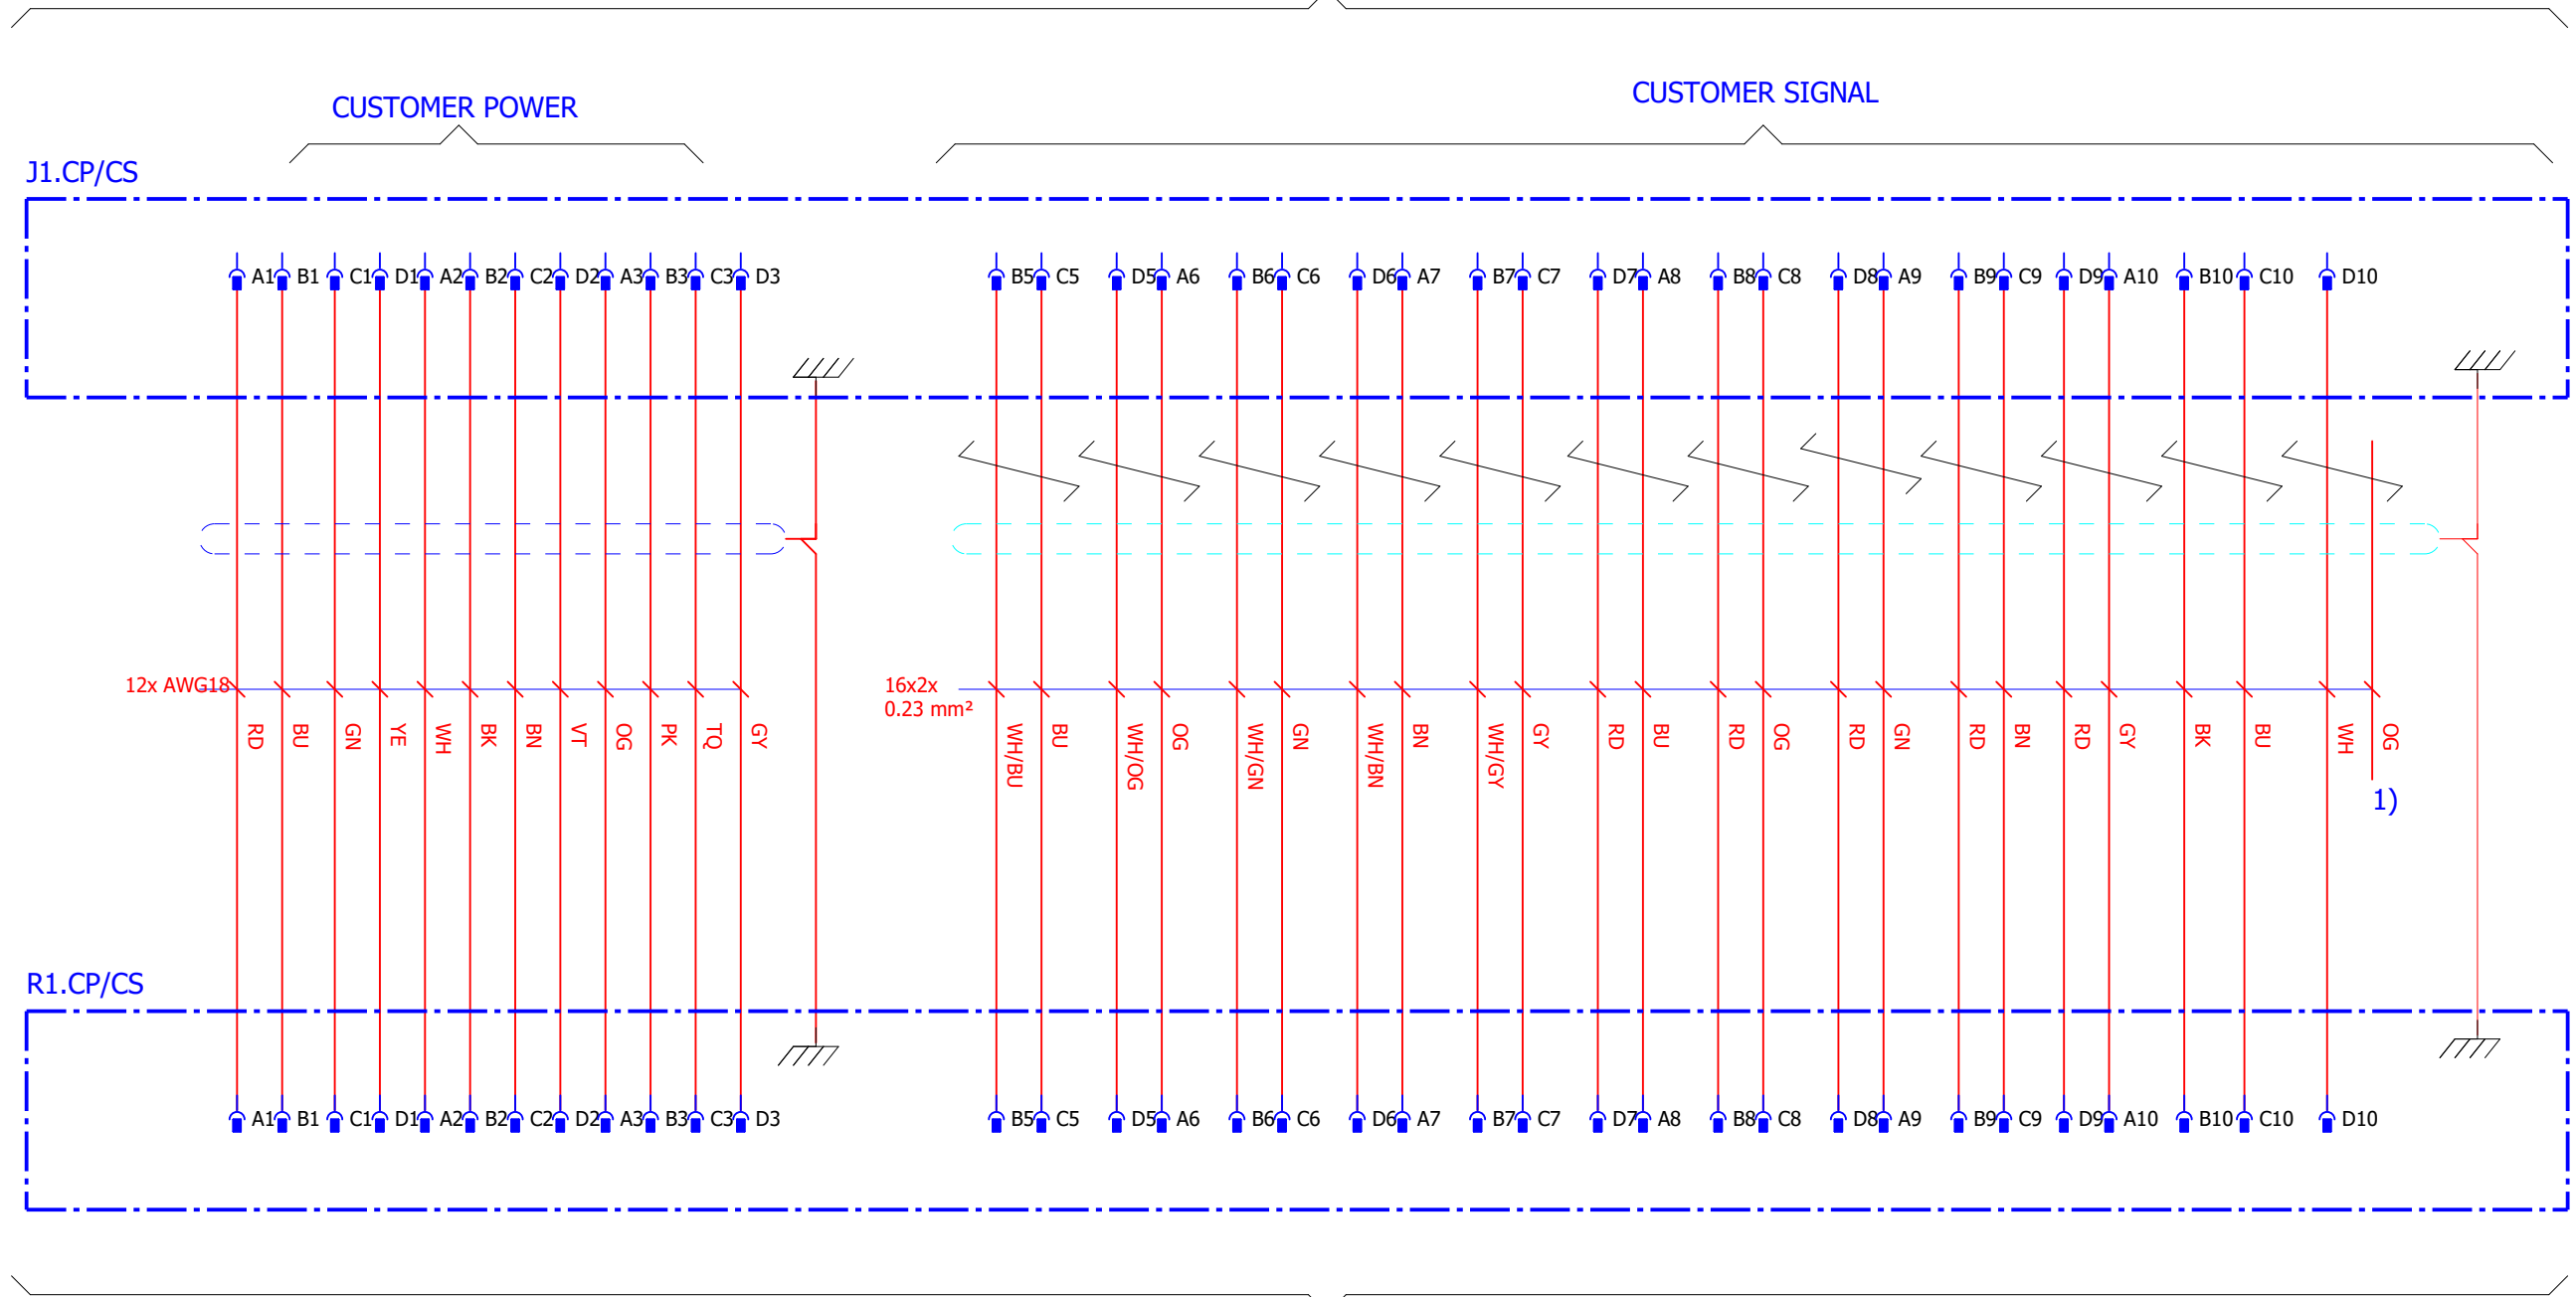 CUSTOMER POWER
CUSTOMER SIGNAL
J1.CP/CS
A1 B1 C1 D1 A2 B2 C2 D2 A3 B3 C3 D3 B5 C5 D5 A6 B6 C6 D6 A7 B7 C7 D7 A8 B8 C8 D8 A9 B9 C9 D9 A10 B10 C10 D10
12x AWG18
16x2x
0.23 mm²
RD BU GN YE WH BK BN VT OG PK TQ GY WH/BU BU WH/OG OG WH/GN GN WH/BN BN WH/GY GY RD BU RD OG RD GN RD BN RD GY BK BU WH OG
1)
R1.CP/CS
A1 B1 C1 D1 A2 B2 C2 D2 A3 B3 C3 D3 B5 C5 D5 A6 B6 C6 D6 A7 B7 C7 D7 A8 B8 C8 D8 A9 B9 C9 D9 A10 B10 C10 D10